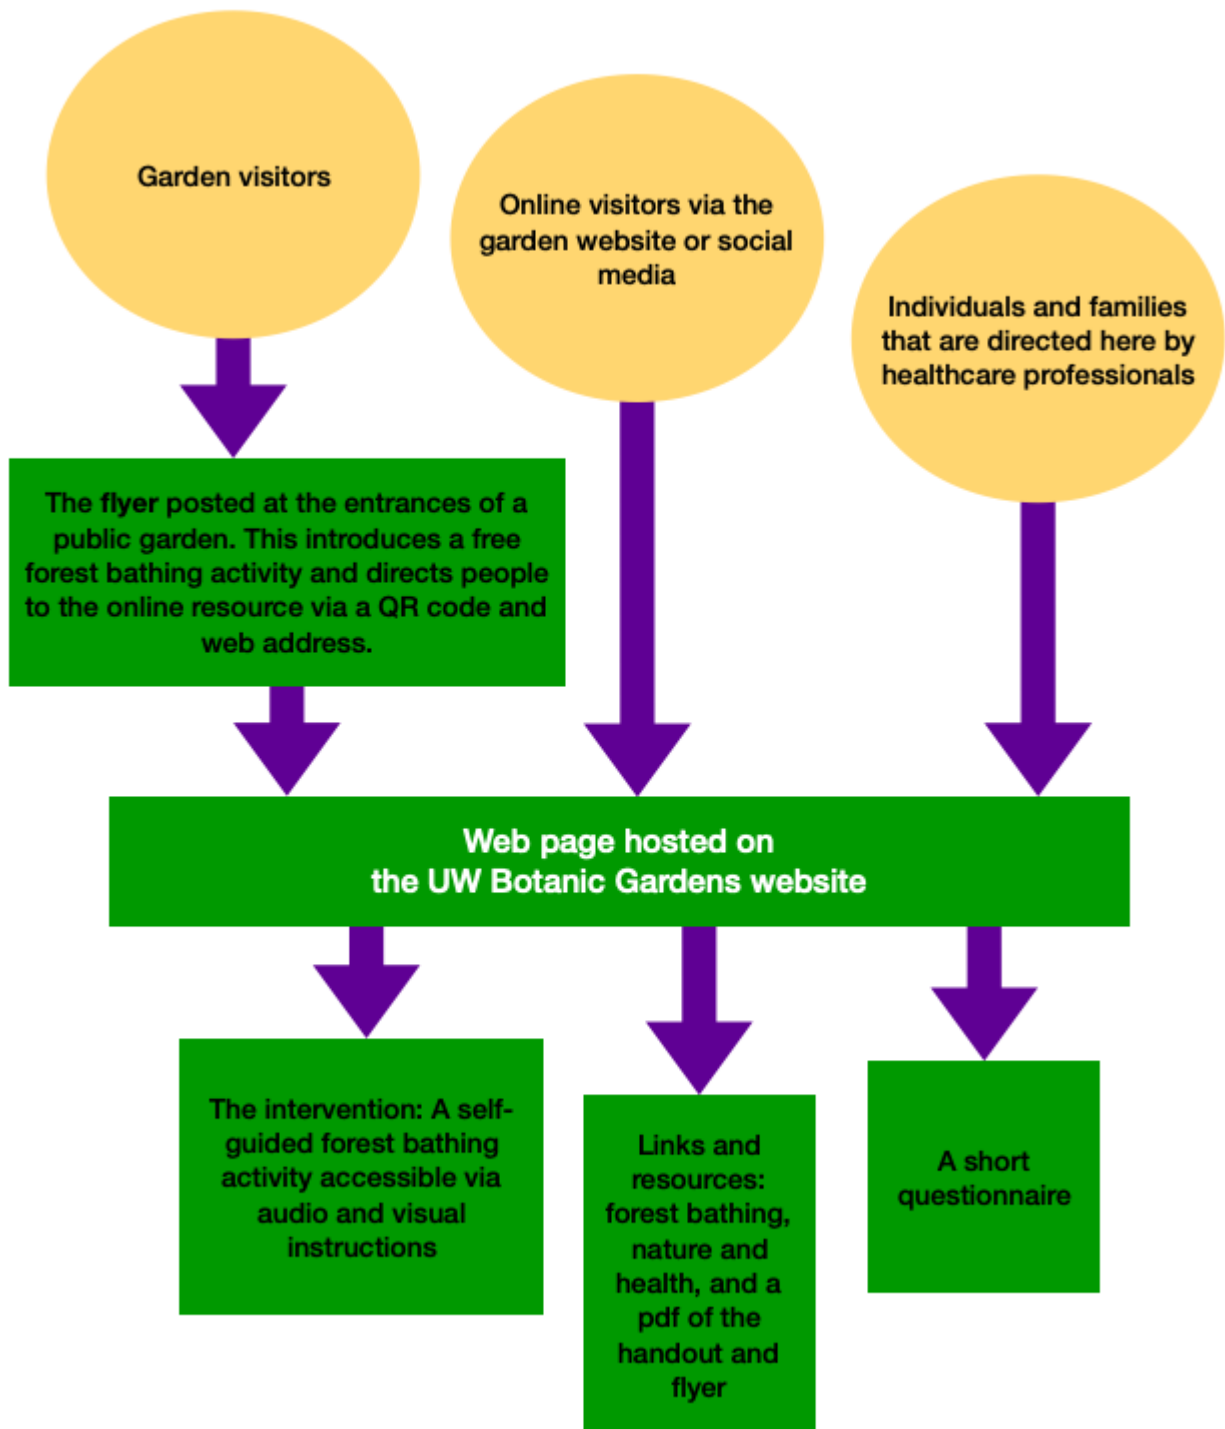 Garden visitors
Online visitors via the
garden website or social
media
Individuals and families
that are directed here by
healthcare professionals
The flyer posted at the entrances of a
public garden. This introduces a free
forest bathing activity and directs people
to the online resource via a QR code and
web address.
Web page hosted on
the UW Botanic Gardens website
The intervention: A self-
guided forest bathing
activity accessible via
audio and visual
instructions
Links and
resources:
forest bathing,
nature and
health, and a
pdf of the
handout and
flyer
A short
questionnaire